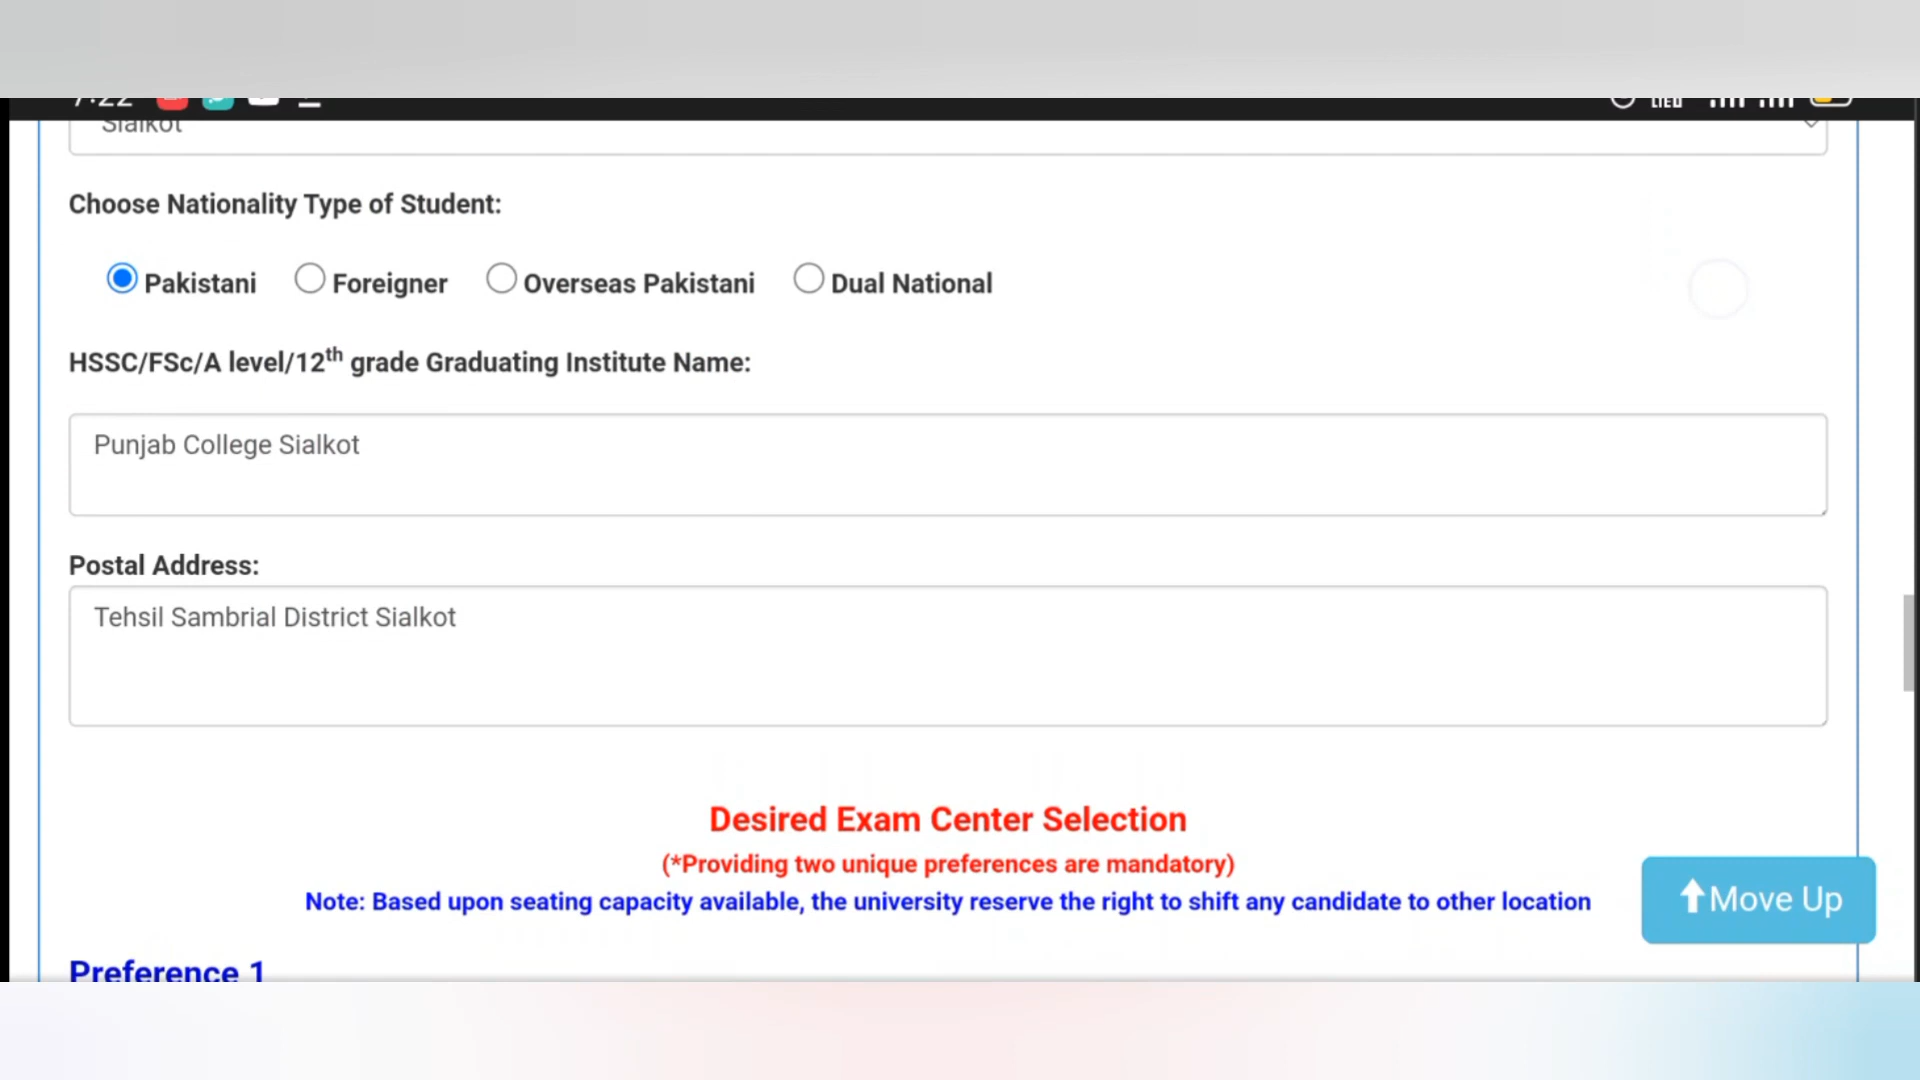 7:22
Sialkot
Choose Nationality Type of Student:
Pakistani Foreigner Overseas Pakistani Dual National
HSSC/FSc/A level/12th grade Graduating Institute Name:
Punjab College Sialkot
Postal Address:
Tehsil Sambrial District Sialkot
Desired Exam Center Selection
(*Providing two unique preferences are mandatory)
Note: Based upon seating capacity available, the university reserve the right to shift any candidate to other location
Move Up
Preference 1